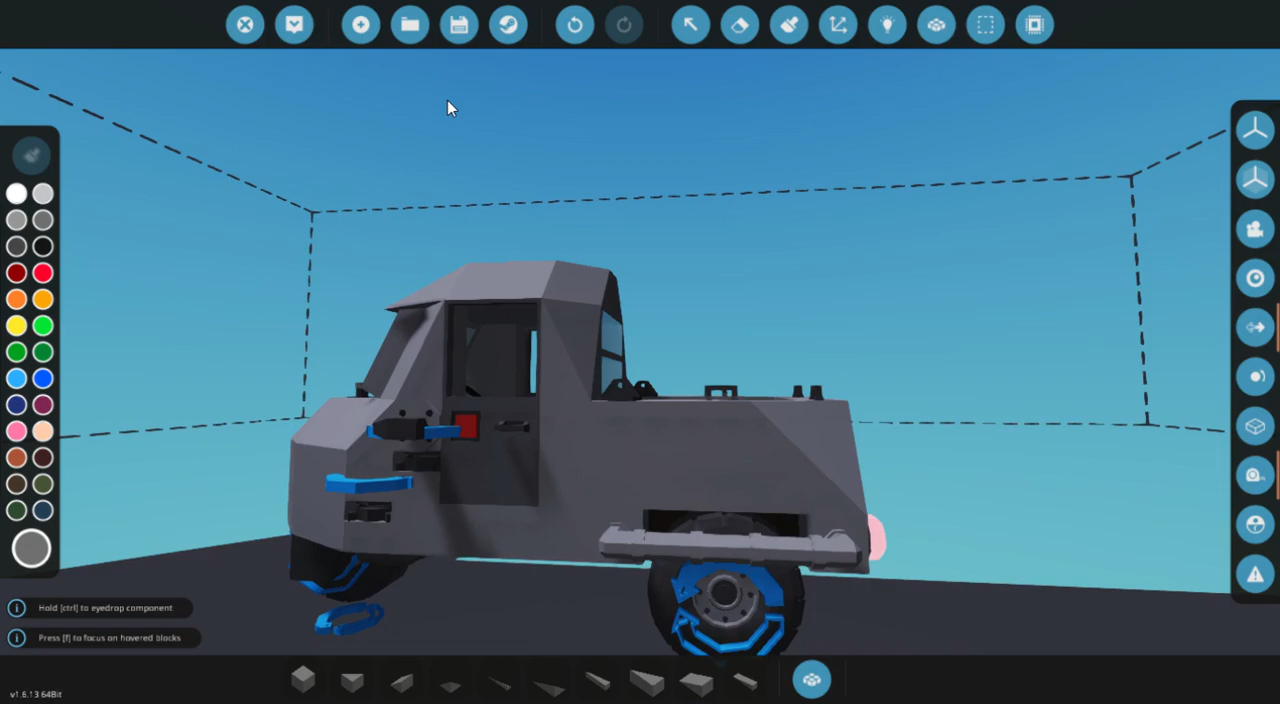 Hold [ctrl] to eyedrop component
Press [f] to focus on hovered blocks
v1.6.13 64Bit